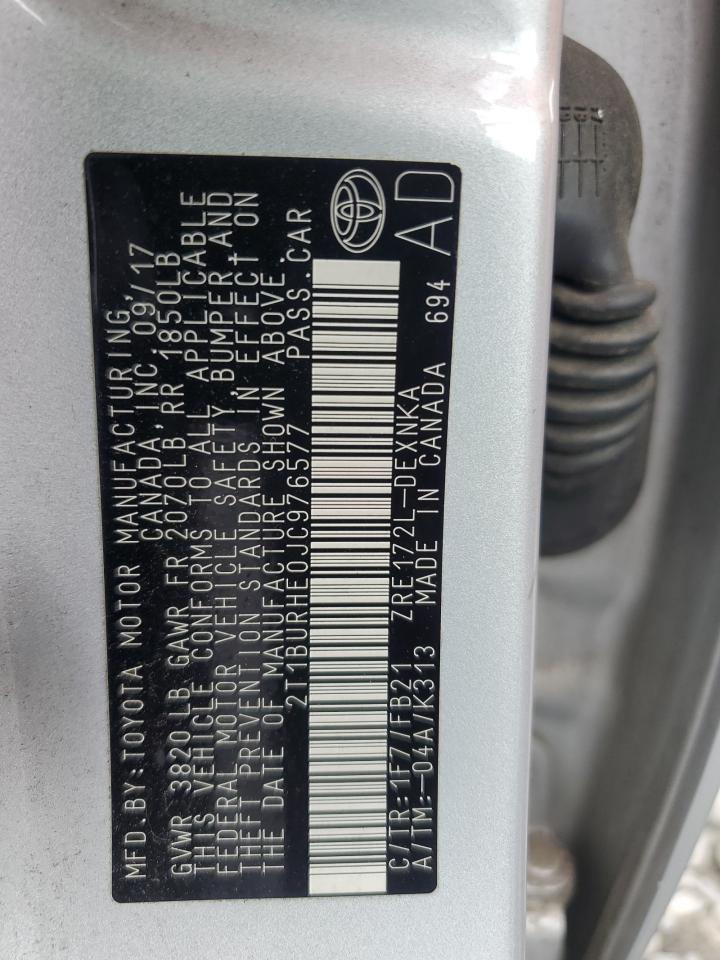 MFD.BY:TOYOTA MOTOR MANUFACTURING,
CANADA,INC. 09/17
GVWR 3820LB GAWR FR 2070LB,RR 1850LB
THIS VEHICLE CONFORMS TO ALL APPLICABLE
FEDERAL MOTOR VEHICLE SAFETY,BUMPER,AND
THEFT PREVENTION STANDARDS IN EFFECT ON
THE DATE OF MANUFACTURE SHOWN ABOVE.
2T1BURHE0JC976577 PASS.CAR
C/TR:1F7/FB21 ZRE172L-DEXNKA
A/TM:-04A/K313 MADE IN CANADA 694
AD